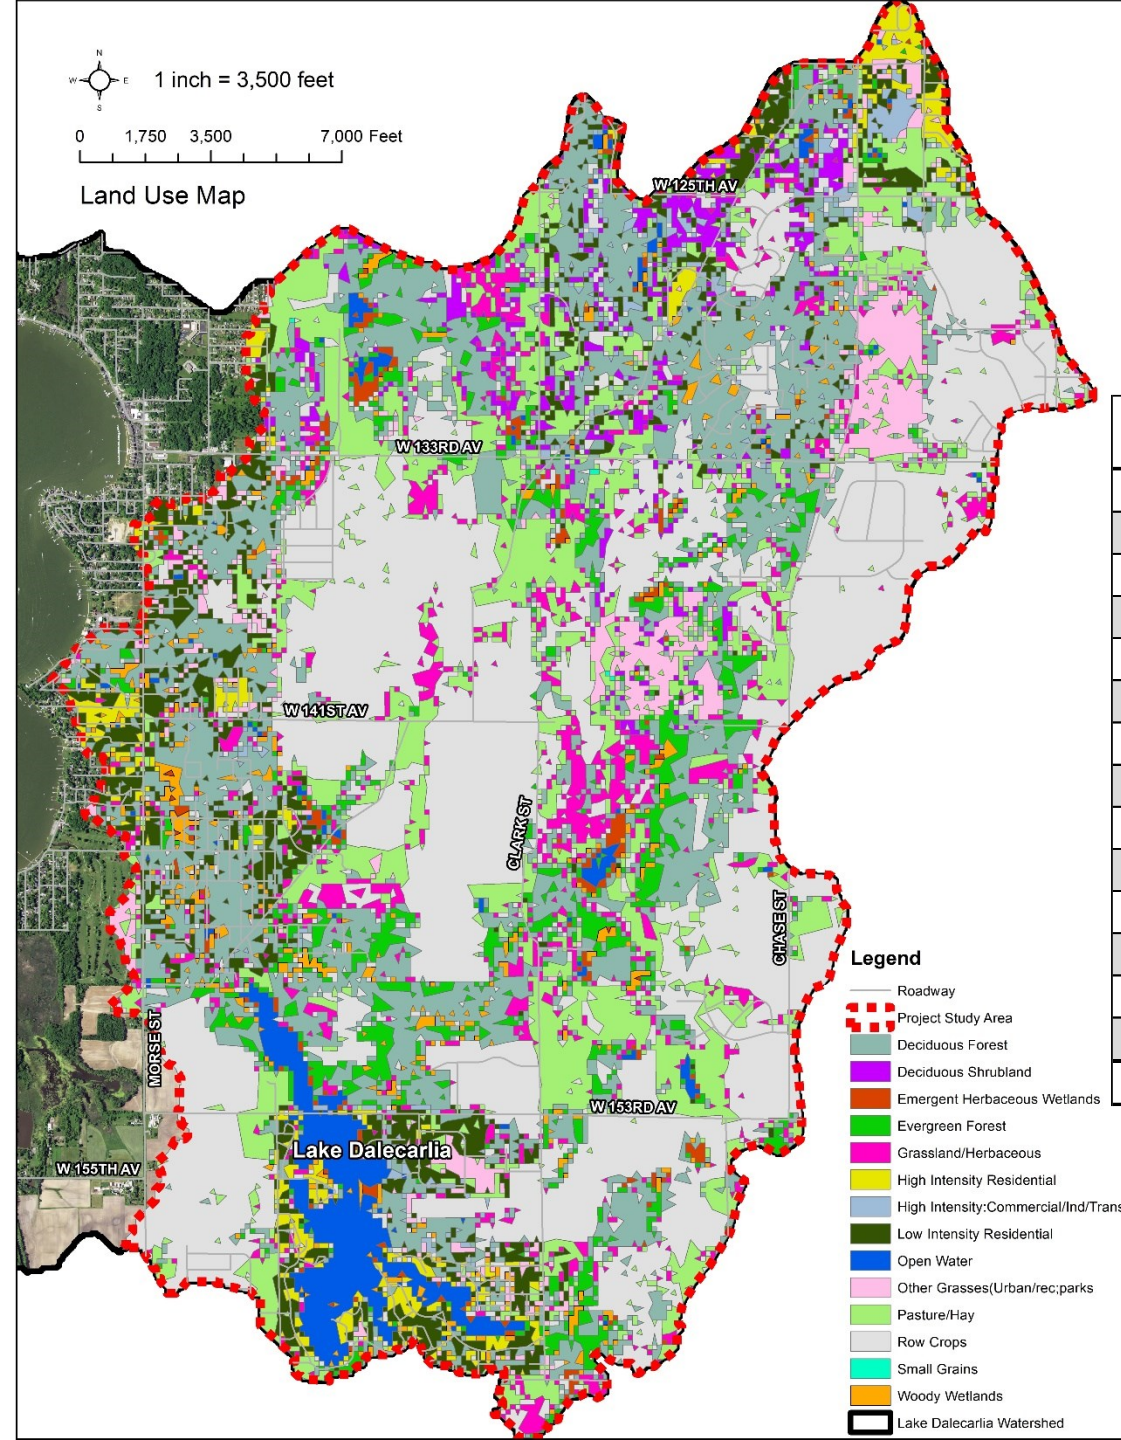 N
W E
S
1 inch = 3,500 feet
0 1,750 3,500 7,000 Feet
Land Use Map
W 125TH AV
W 133RD AV
W 141ST AV
CLARK ST
CHASE ST
MORSE ST
W 153RD AV
Lake Dalecarlia
W 155TH AV
Legend
Roadway
Project Study Area
Deciduous Forest
Deciduous Shrubland
Emergent Herbaceous Wetlands
Evergreen Forest
Grassland/Herbaceous
High Intensity Residential
High Intensity:Commercial/Ind/Trans
Low Intensity Residential
Open Water
Other Grasses(Urban/rec;parks
Pasture/Hay
Row Crops
Small Grains
Woody Wetlands
Lake Dalecarlia Watershed